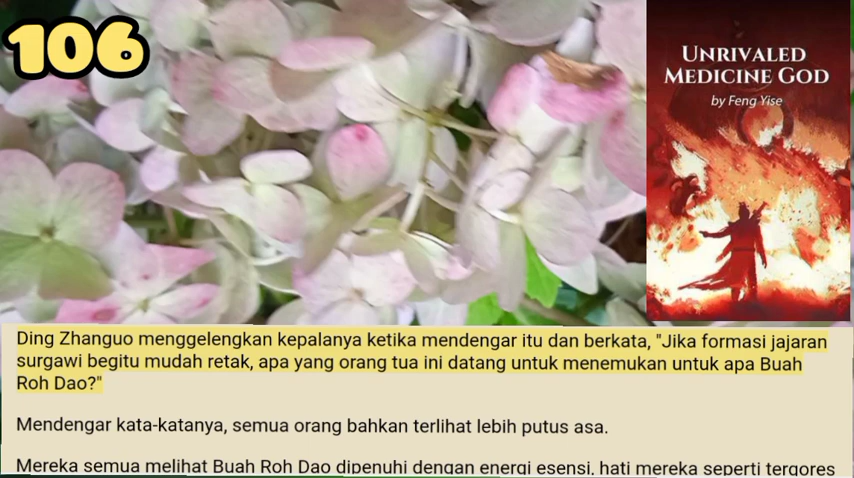 106
UNRIVALED
MEDICINE GOD
by Feng Yise
Ding Zhanguo menggelengkan kepalanya ketika mendengar itu dan berkata, "Jika formasi jajaran
surgawi begitu mudah retak, apa yang orang tua ini datang untuk menemukan untuk apa Buah
Roh Dao?"
Mendengar kata-katanya, semua orang bahkan terlihat lebih putus asa.
Mereka semua melihat Buah Roh Dao dipenuhi dengan energi esensi, hati mereka seperti tergores